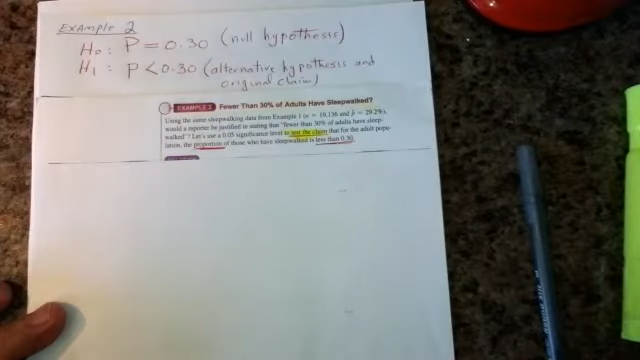 Example 2
H₀: P = 0.30 (null hypothesis)
H₁: P < 0.30 (alternative hypothesis and
original claim)
EXAMPLE 2 Fewer Than 30% of Adults Have Sleepwalked?
Using the same sleepwalking data from Example 1 (n = 19,136 and p̂ = 29.2%),
would a reporter be justified in stating that "fewer than 30% of adults have sleep-
walked"? Let's use a 0.05 significance level to test the claim that for the adult popu-
lation, the proportion of those who have sleepwalked is less than 0.30.